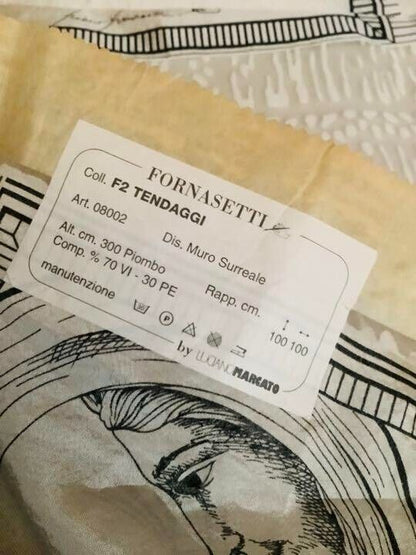 FORNASETTI
Coll. F2 TENDAGGI
Art. 08002 Dis. Muro Surreale
Alt. cm. 300 Piombo Rapp. cm. 100 100
Comp. % 70 VI - 30 PE
manutenzione P
by LUCIANO MARCATO